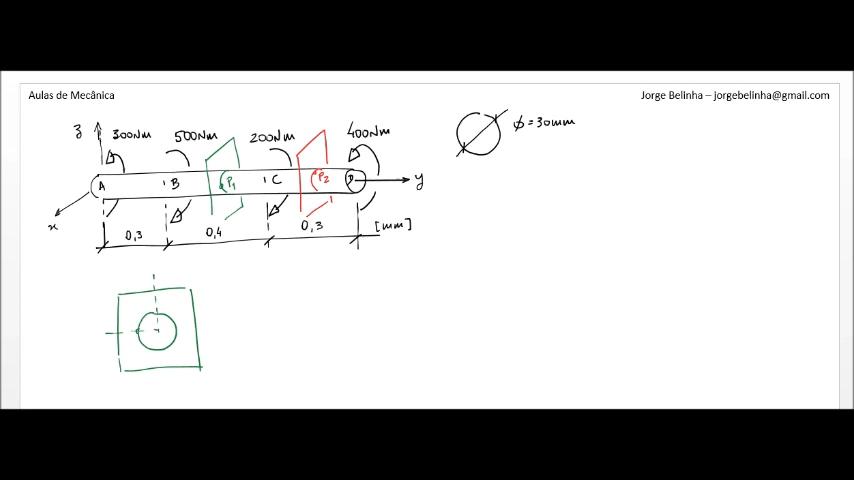 Aulas de Mecânica
Jorge Belinha – jorgebelinha@gmail.com
z 300Nm 500Nm 200Nm 400Nm
ϕ = 30mm
A B P1 C P2 D y
x
0,3 0,4 0,3 [mm]